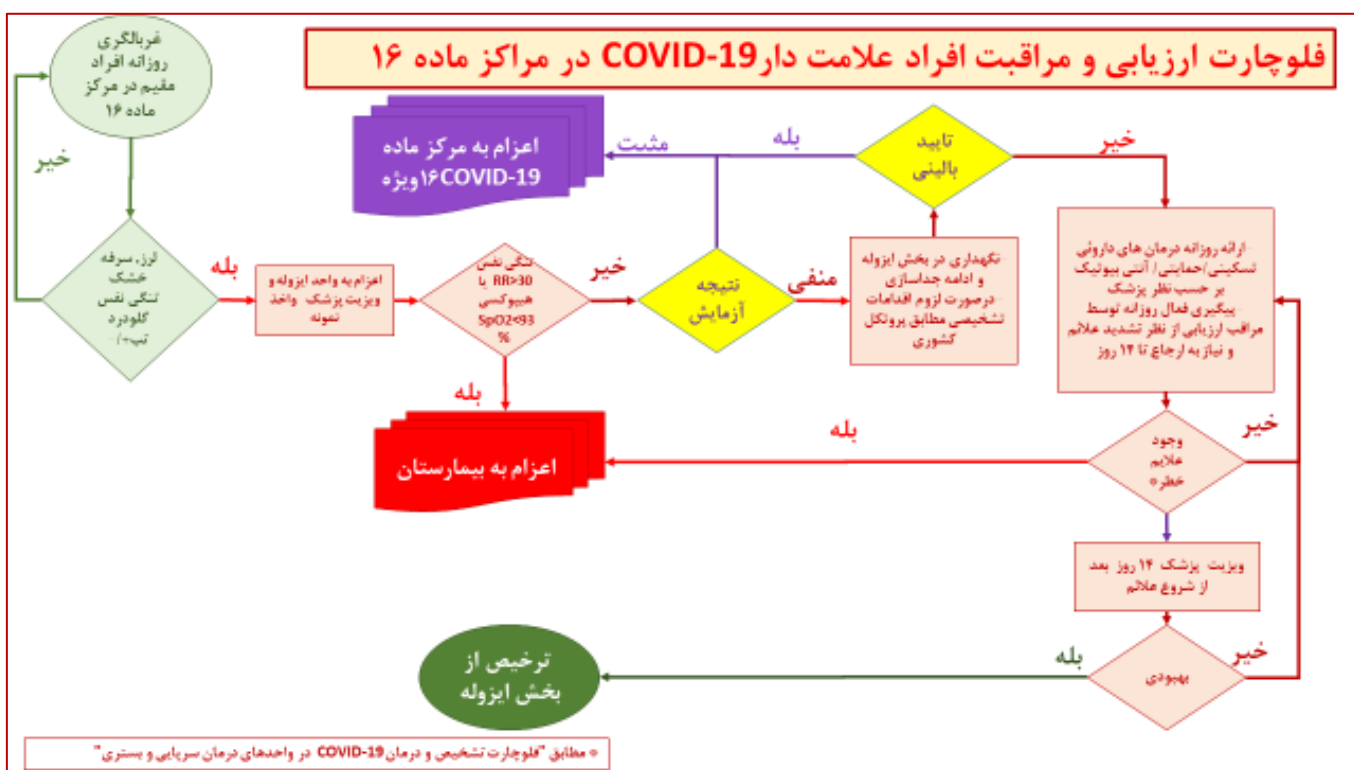 فلوچارت ارزیابی و مراقبت افراد علامت دار COVID-19 در مراکز ماده ۱۶
غربالگری
روزانه افراد
مقیم در مرکز
ماده ۱۶
خیر
لرز، سرفه
خشک
تنگی نفس
گلودرد
تب+/-
بله
اعزام به واحد ایزوله و
ویزیت پزشک واخذ
نمونه
تنگی نفس
RR>30 یا
هیپوکسی
SpO2<93
%
بله
اعزام به بیمارستان
خیر
نتیجه
آزمایش
مثبت
اعزام به مرکز ماده
۱۶COVID-19ویژه
منفی
نگهداری در بخش ایزوله
و ادامه جداسازی
-درصورت لزوم اقدامات
تشخیصی مطابق پروتکل
کشوری
تایید
بالینی
بله
خیر
-ارائه روزانه درمان های داروئی
تسکینی/حمایتی/ آنتی بیوتیک
بر حسب نظر پزشک
-پیگیری فعال روزانه توسط
مراقب ارزیابی از نظر تشدید علائم
و نیاز به ارجاع تا ۱۴ روز
وجود
علایم
خطر*
بله
خیر
ویزیت پزشک ۱۴ روز بعد
از شروع علائم
بهبودی
خیر
بله
ترخیص از
بخش ایزوله
* مطابق "فلوچارت تشخیص و درمان COVID-19 در واحدهای درمان سرپایی و بستری"